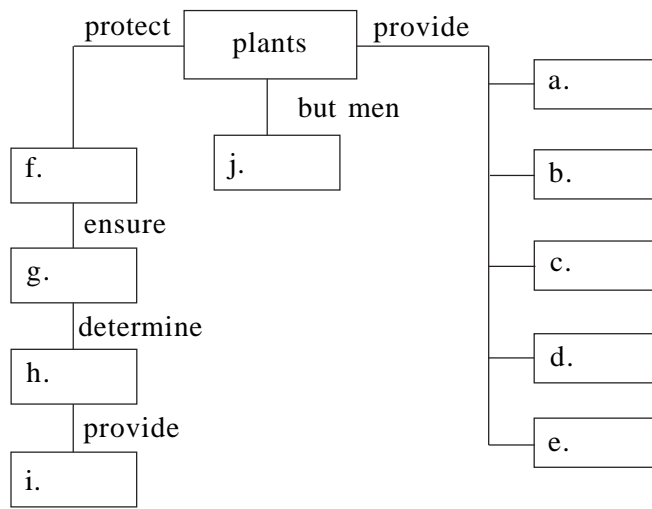 protect
plants
provide
but men
a.
f.
j.
b.
ensure
g.
c.
determine
h.
d.
provide
i.
e.